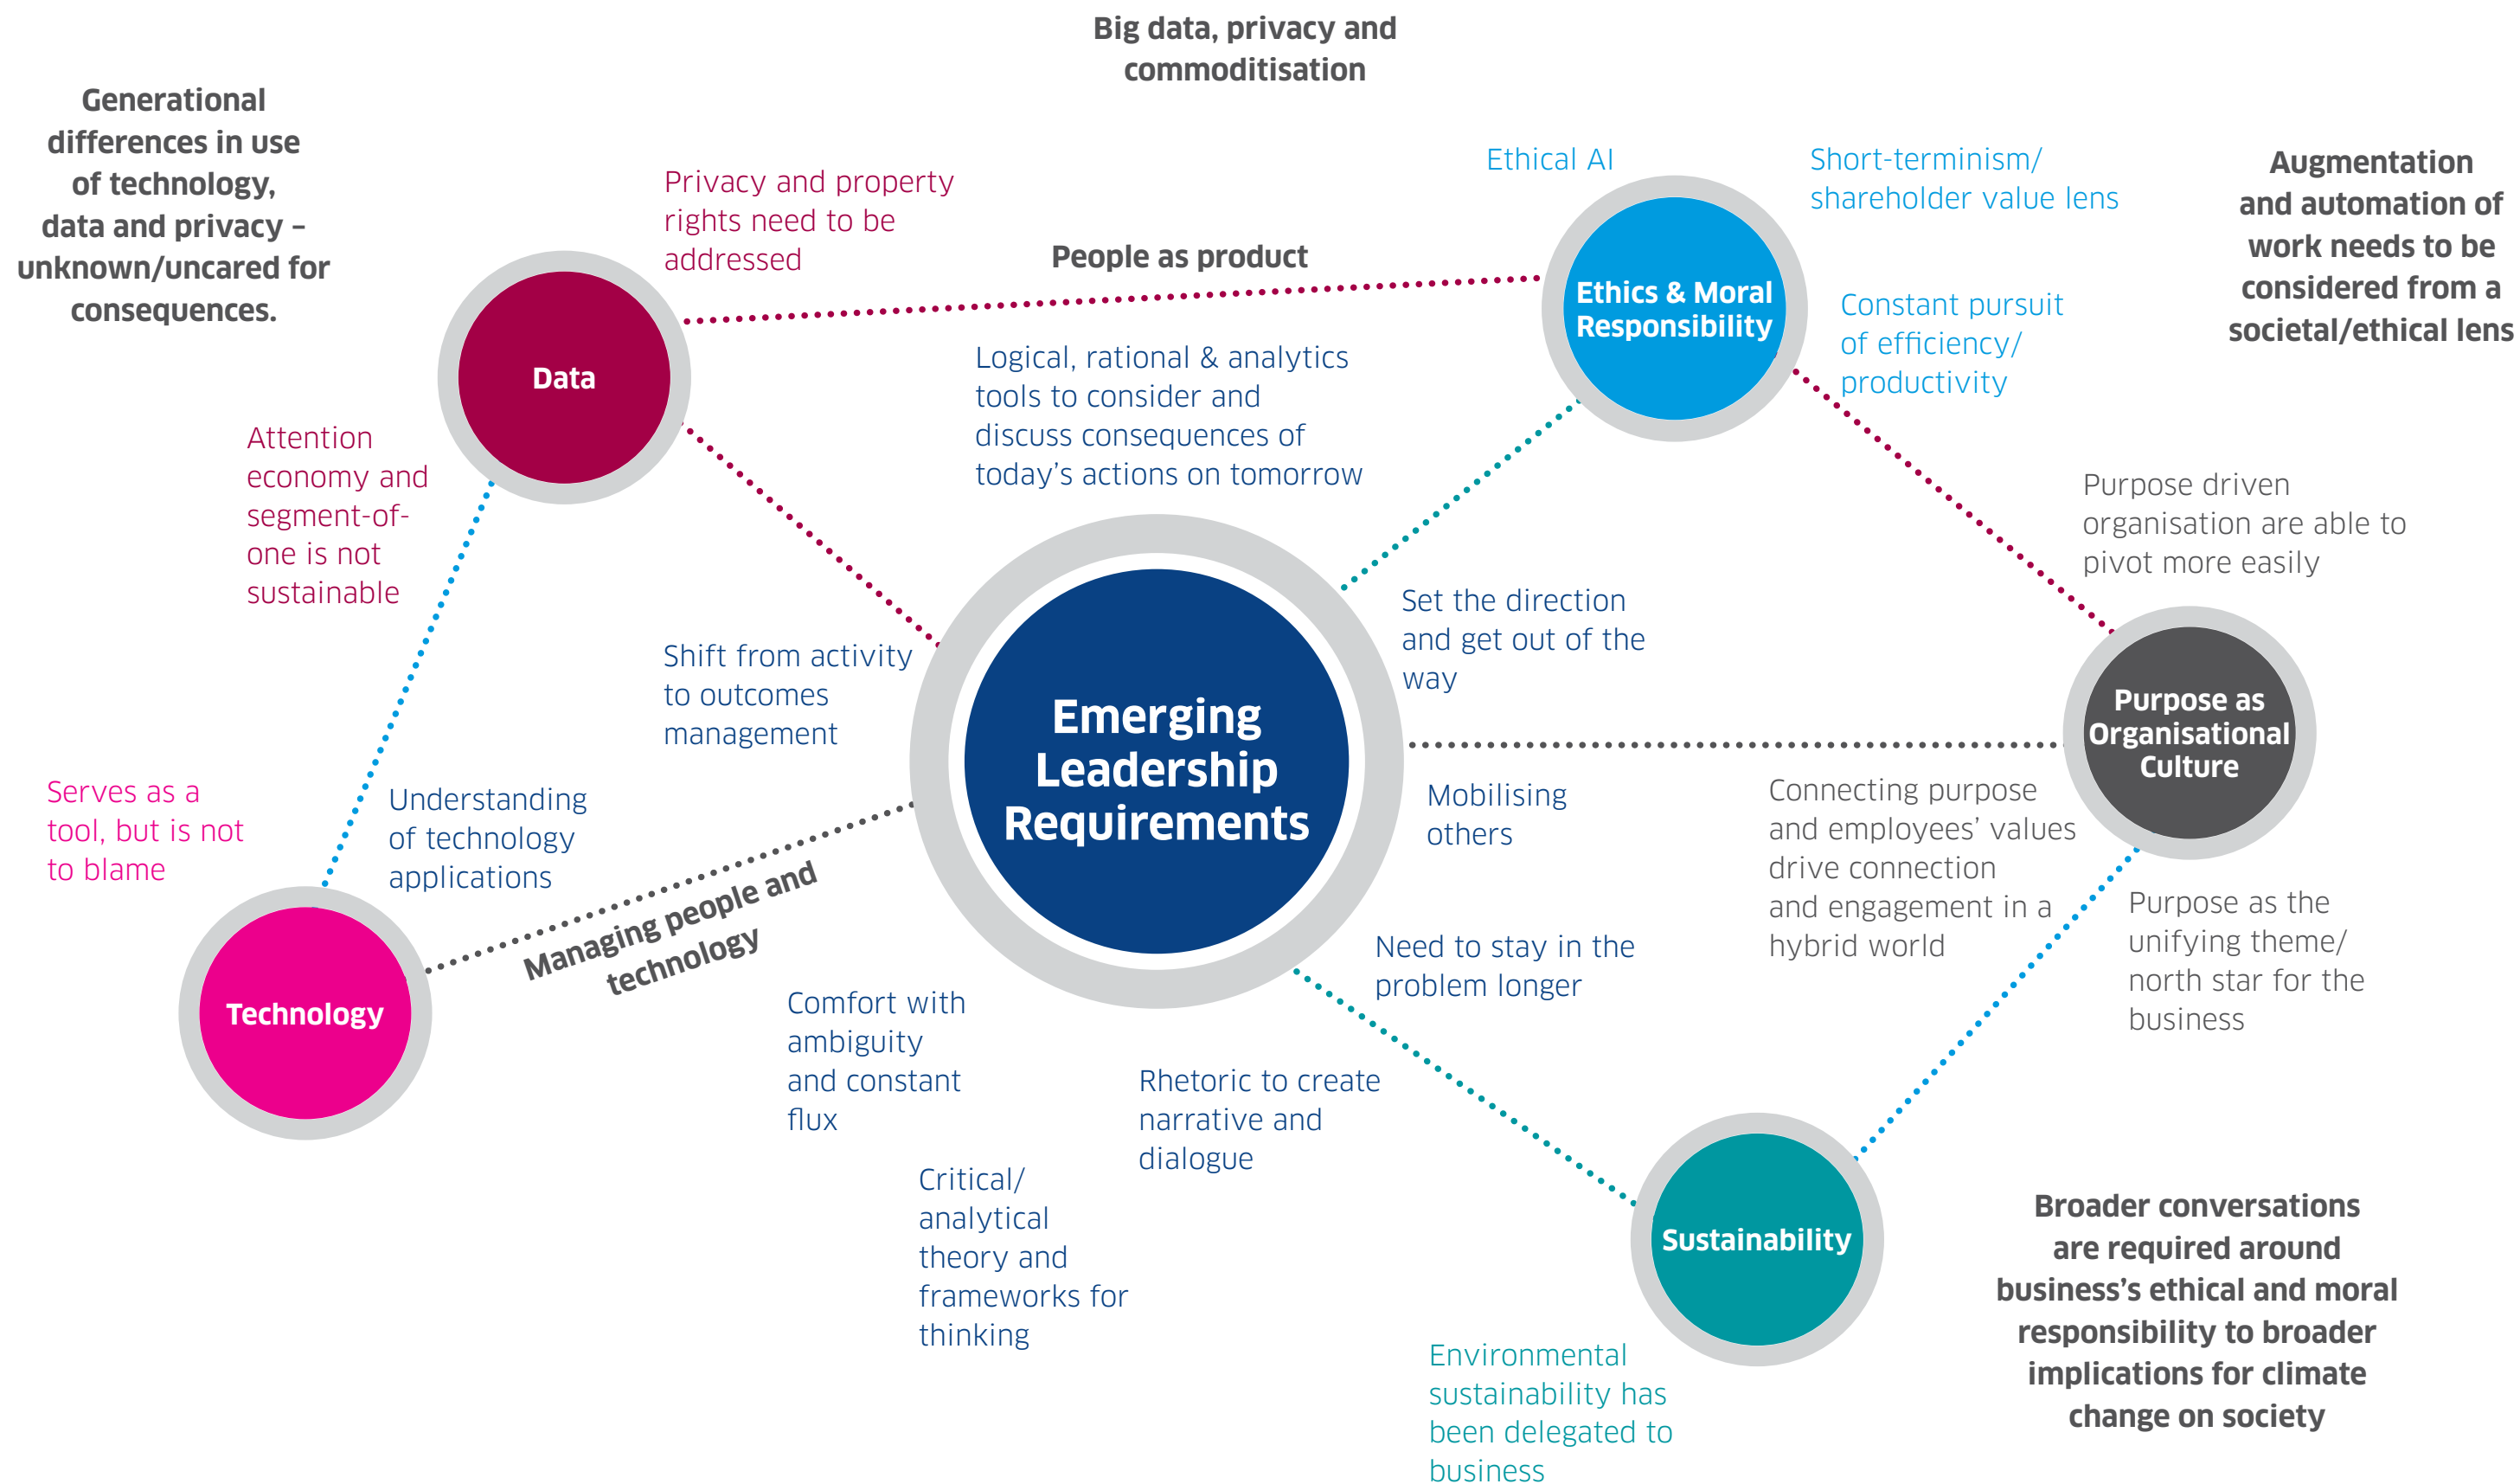 Big data, privacy and
commoditisation
Generational
differences in use
of technology,
data and privacy –
unknown/uncared for
consequences.
Privacy and property
rights need to be
addressed
People as product
Ethical AI
Short-terminism/
shareholder value lens
Augmentation
and automation of
work needs to be
considered from a
societal/ethical lens
Ethics & Moral
Responsibility
Constant pursuit
of efficiency/
productivity
Data
Logical, rational & analytics
tools to consider and
discuss consequences of
today's actions on tomorrow
Attention
economy and
segment-of-
one is not
sustainable
Purpose driven
organisation are able to
pivot more easily
Set the direction
and get out of the
way
Shift from activity
to outcomes
management
Emerging
Leadership
Requirements
Purpose as
Organisational
Culture
Serves as a
tool, but is not
to blame
Understanding
of technology
applications
Mobilising
others
Connecting purpose
and employees' values
drive connection
and engagement in a
hybrid world
Managing people and
technology
Purpose as the
unifying theme/
north star for the
business
Need to stay in the
problem longer
Technology
Comfort with
ambiguity
and constant
flux
Rhetoric to create
narrative and
dialogue
Critical/
analytical
theory and
frameworks for
thinking
Sustainability
Broader conversations
are required around
business's ethical and moral
responsibility to broader
implications for climate
change on society
Environmental
sustainability has
been delegated to
business